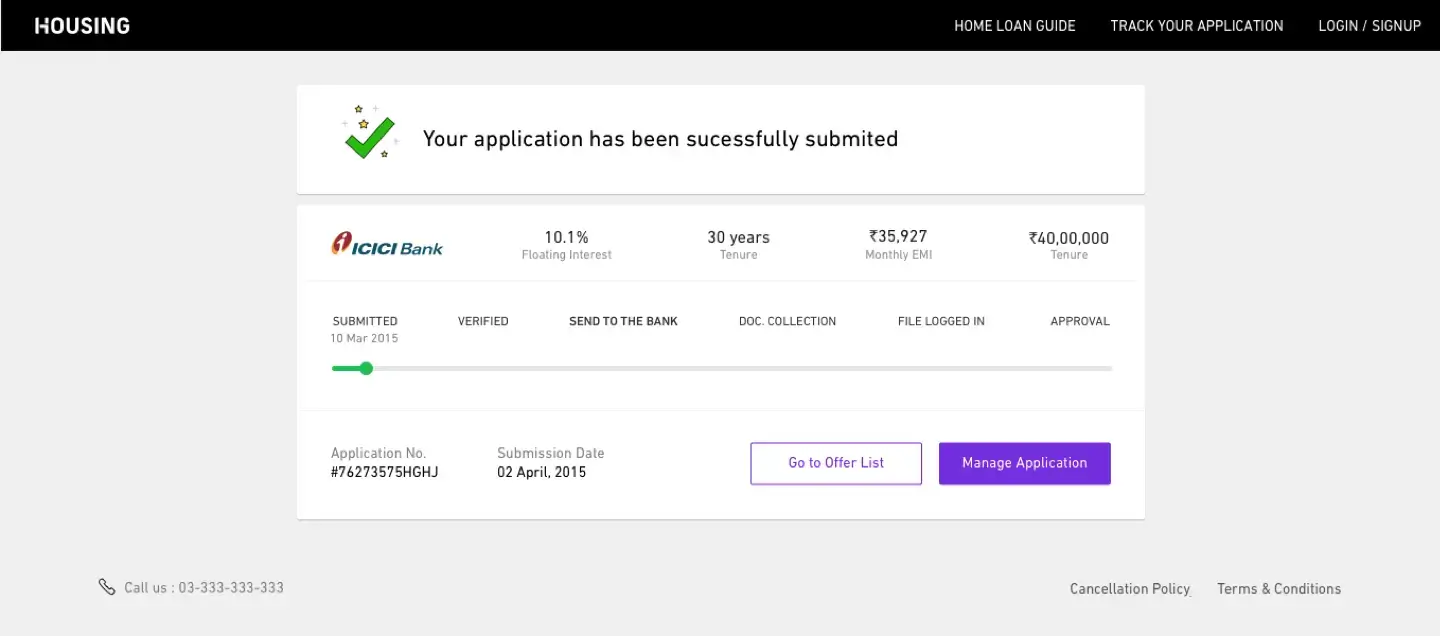 HOUSING
HOME LOAN GUIDE TRACK YOUR APPLICATION LOGIN / SIGNUP
Your application has been sucessfully submited
ICICI Bank
10.1% 30 years ₹35,927 ₹40,00,000
Floating Interest Tenure Monthly EMI Tenure
SUBMITTED VERIFIED SEND TO THE BANK DOC. COLLECTION FILE LOGGED IN APPROVAL
10 Mar 2015
Application No. Submission Date
#76273575HGHJ 02 April, 2015
Go to Offer List Manage Application
Call us : 03-333-333-333 Cancellation Policy Terms & Conditions